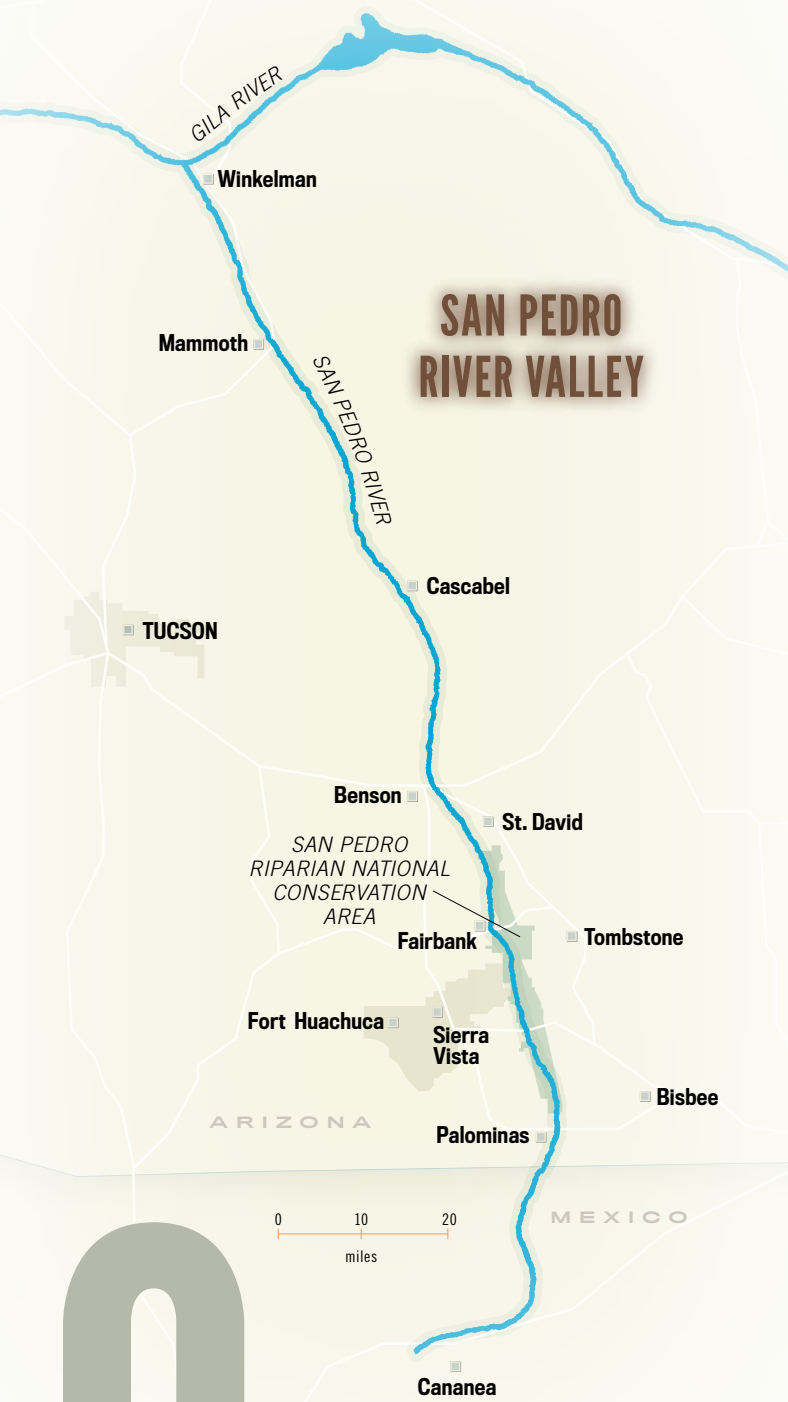 GILA RIVER
Winkelman
SAN PEDRO
RIVER VALLEY
Mammoth
SAN PEDRO RIVER
Cascabel
TUCSON
Benson
St. David
SAN PEDRO
RIPARIAN NATIONAL
CONSERVATION
AREA
Fairbank
Tombstone
Fort Huachuca
Sierra
Vista
Bisbee
ARIZONA
Palominas
MEXICO
0 10 20
miles
Cananea